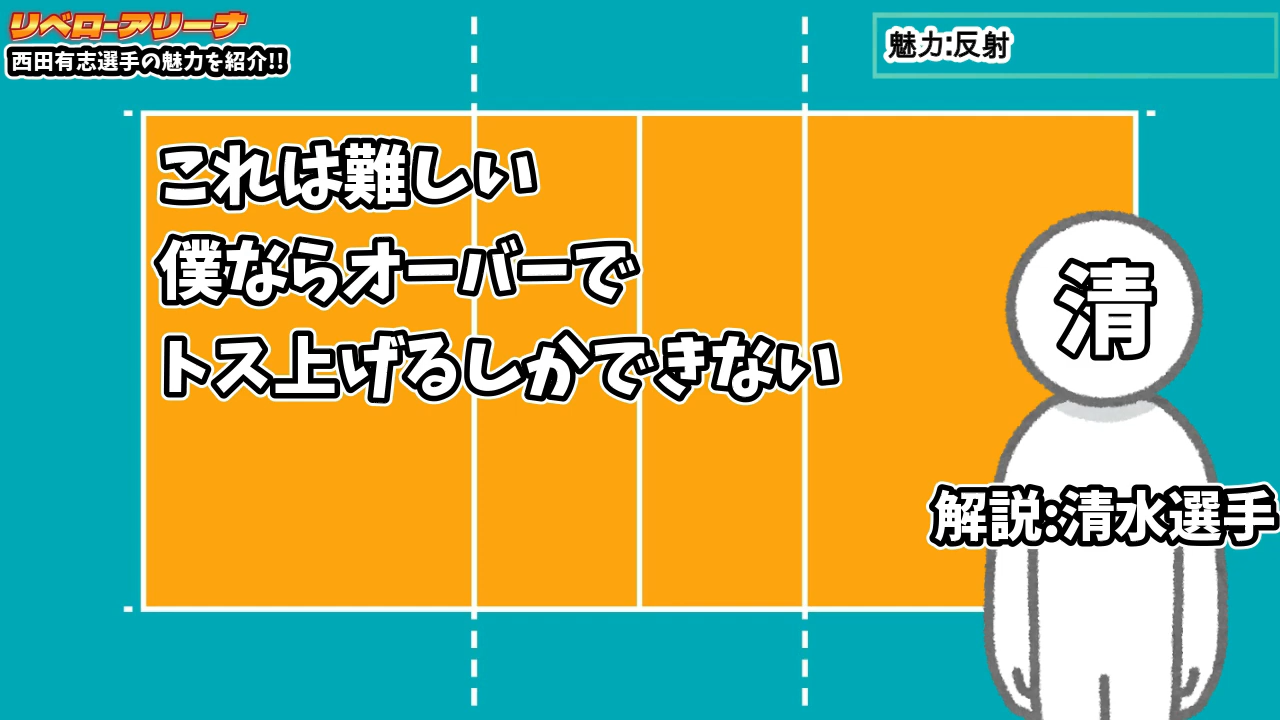 リベローアリーナ
西田有志選手の魅力を紹介!!
魅力:反射
これは難しい
僕ならオーバーで
トス上げるしかできない
清
解説:清水選手